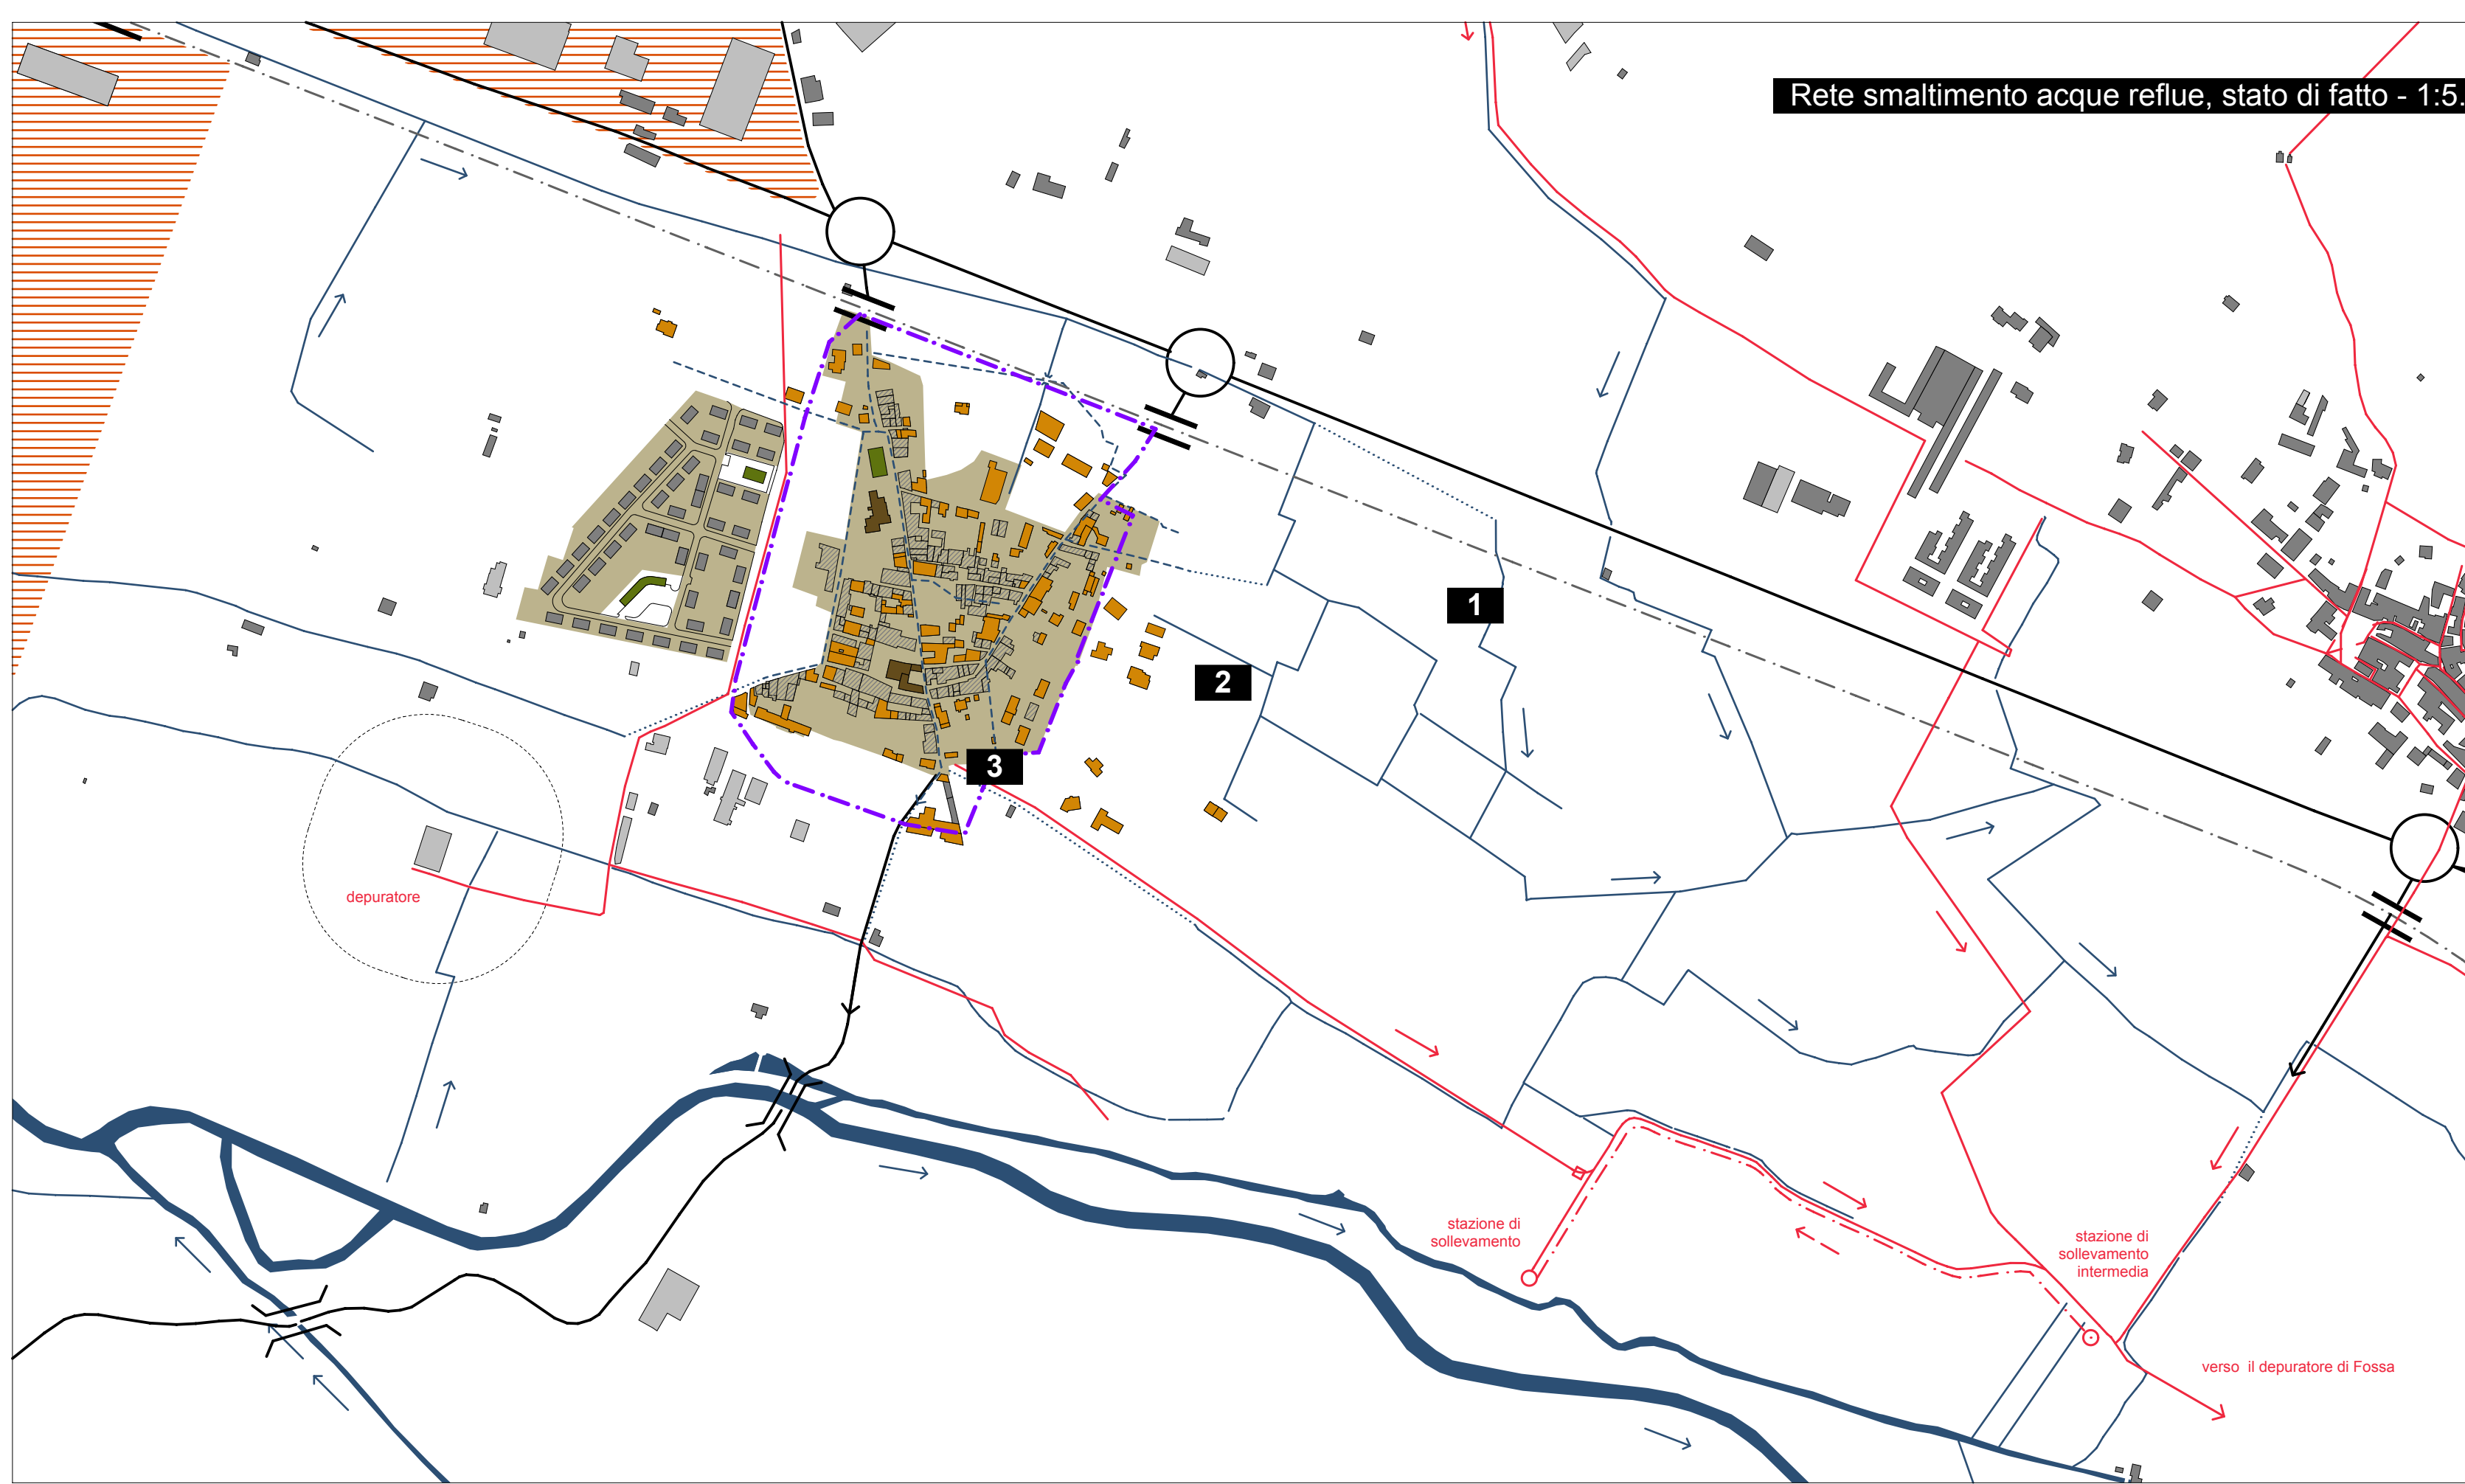 Rete smaltimento acque reflue, stato di fatto - 1:5.
1
2
3
depuratore
stazione di
sollevamento
stazione di
sollevamento
intermedia
verso il depuratore di Fossa